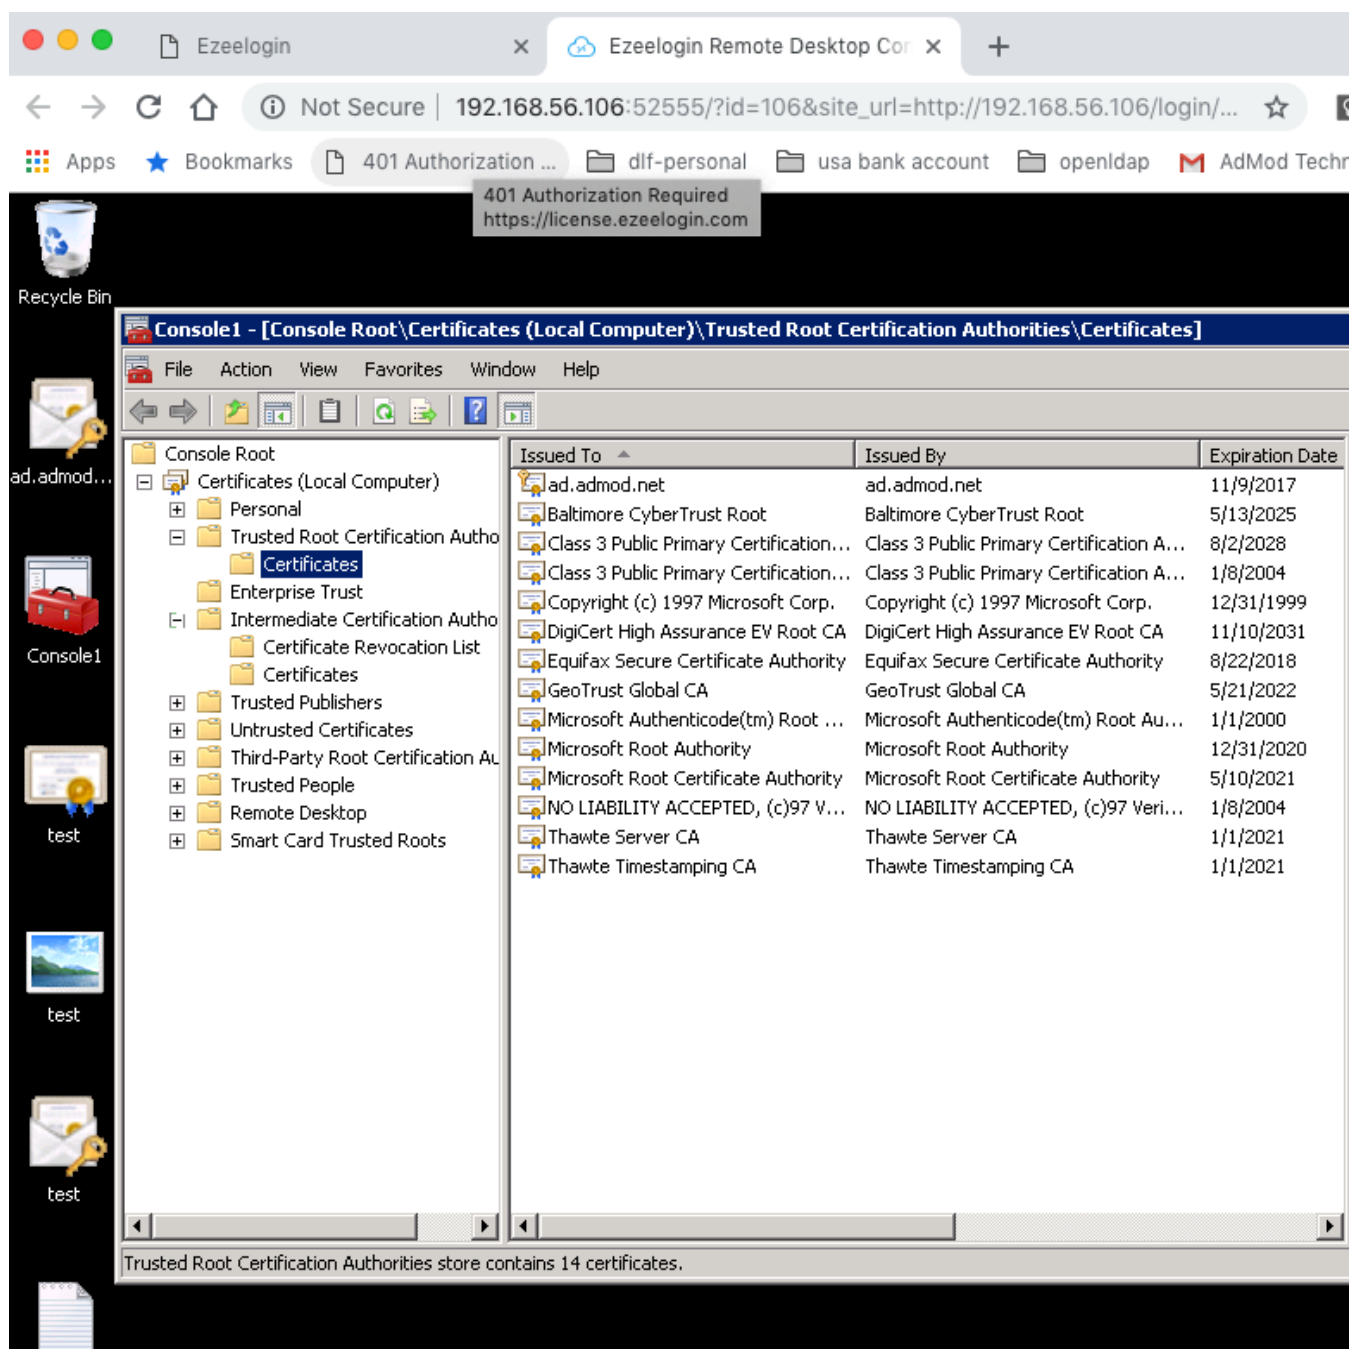 Ezeelogin
Ezeelogin Remote Desktop Cor
Not Secure | 192.168.56.106:52555/?id=106&site_url=http://192.168.56.106/login/...
Apps Bookmarks 401 Authorization ... dlf-personal usa bank account openldap AdMod Techr
401 Authorization Required
https://license.ezeelogin.com
Recycle Bin
ad.admod...
Console1
test
test
test
Console1 - [Console Root\Certificates (Local Computer)\Trusted Root Certification Authorities\Certificates]
File Action View Favorites Window Help
Console Root
Certificates (Local Computer)
Personal
Trusted Root Certification Autho
Certificates
Enterprise Trust
Intermediate Certification Autho
Certificate Revocation List
Certificates
Trusted Publishers
Untrusted Certificates
Third-Party Root Certification Au
Trusted People
Remote Desktop
Smart Card Trusted Roots
Issued To Issued By Expiration Date
ad.admod.net ad.admod.net 11/9/2017
Baltimore CyberTrust Root Baltimore CyberTrust Root 5/13/2025
Class 3 Public Primary Certification... Class 3 Public Primary Certification A... 8/2/2028
Class 3 Public Primary Certification... Class 3 Public Primary Certification A... 1/8/2004
Copyright (c) 1997 Microsoft Corp. Copyright (c) 1997 Microsoft Corp. 12/31/1999
DigiCert High Assurance EV Root CA DigiCert High Assurance EV Root CA 11/10/2031
Equifax Secure Certificate Authority Equifax Secure Certificate Authority 8/22/2018
GeoTrust Global CA GeoTrust Global CA 5/21/2022
Microsoft Authenticode(tm) Root ... Microsoft Authenticode(tm) Root Au... 1/1/2000
Microsoft Root Authority Microsoft Root Authority 12/31/2020
Microsoft Root Certificate Authority Microsoft Root Certificate Authority 5/10/2021
NO LIABILITY ACCEPTED, (c)97 V... NO LIABILITY ACCEPTED, (c)97 Veri... 1/8/2004
Thawte Server CA Thawte Server CA 1/1/2021
Thawte Timestamping CA Thawte Timestamping CA 1/1/2021
Trusted Root Certification Authorities store contains 14 certificates.